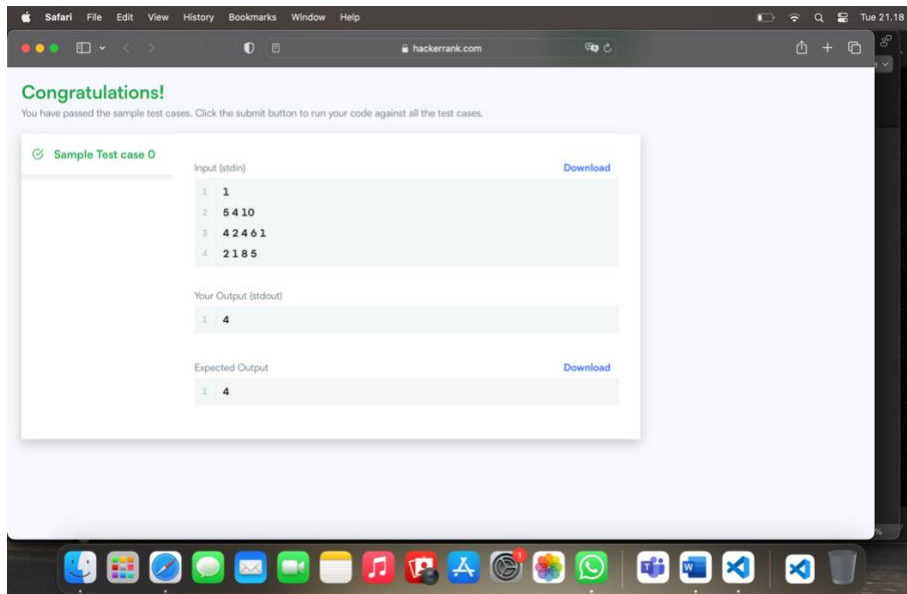 Safari File Edit View History Bookmarks Window Help Tue 21.18
hackerrank.com
Congratulations!
You have passed the sample test cases. Click the submit button to run your code against all the test cases.
Sample Test case 0
Input (stdin) Download
1 1
2 5 4 10
3 4 2 4 6 1
4 2 1 8 5
Your Output (stdout)
1 4
Expected Output Download
1 4
%
1